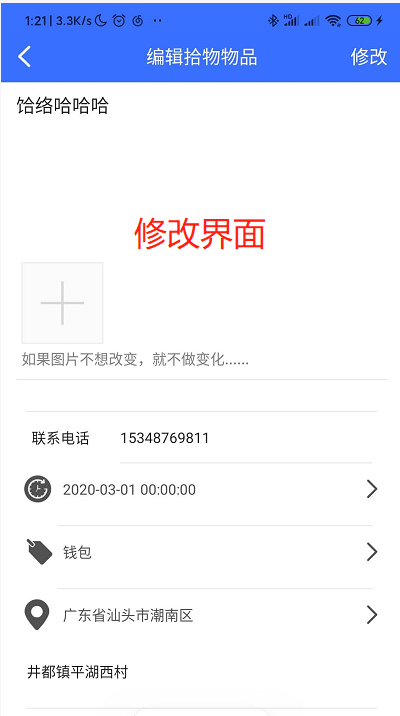 1:21 | 3.3K/s
HD
62
编辑拾物物品
修改
饸络哈哈哈
修改界面
如果图片不想改变，就不做变化......
联系电话
15348769811
2020-03-01 00:00:00
钱包
广东省汕头市潮南区
井都镇平湖西村